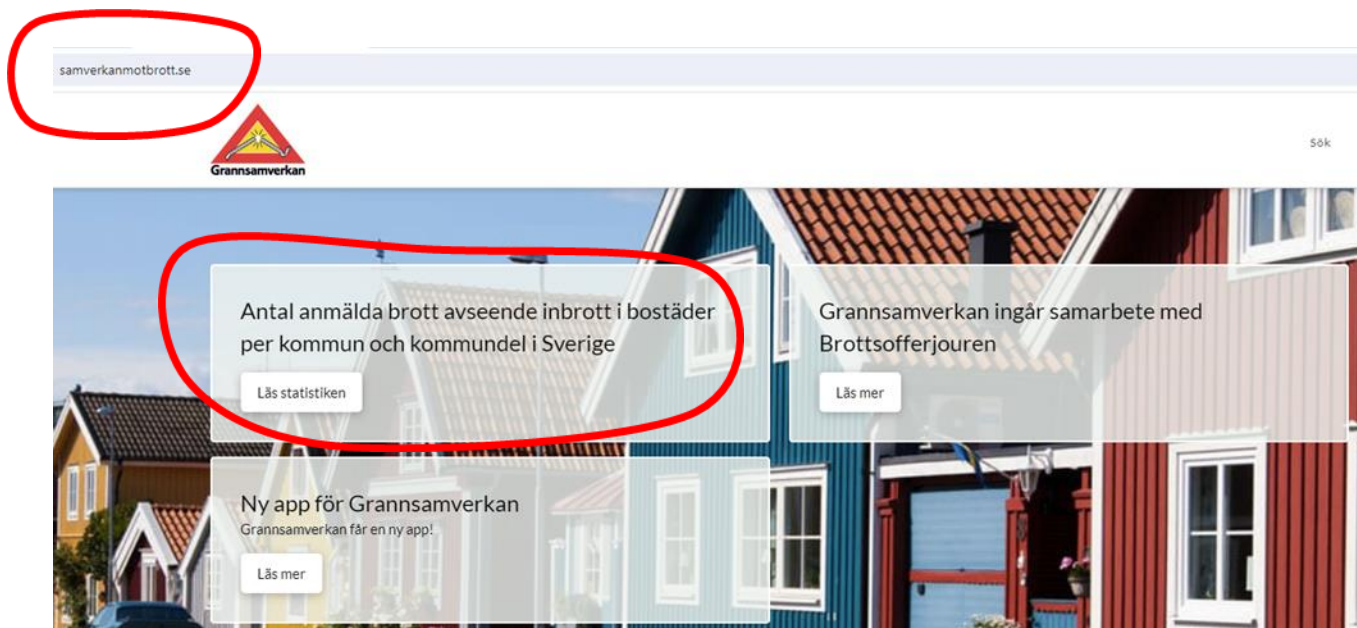 samverkanmotbrott.se
Grannsamverkan
Sök
Antal anmälda brott avseende inbrott i bostäder
per kommun och kommundel i Sverige
Läs statistiken
Grannsamverkan ingår samarbete med
Brottsofferjouren
Läs mer
Ny app för Grannsamverkan
Grannsamverkan får en ny app!
Läs mer